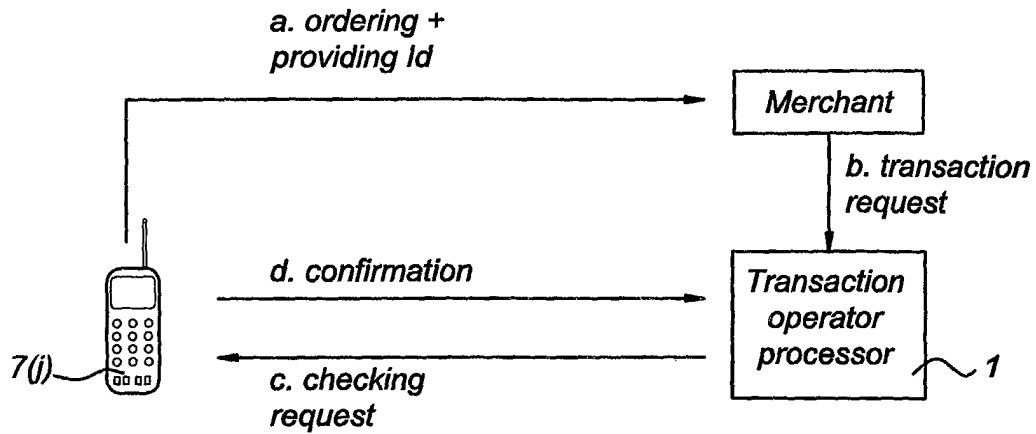 a. ordering +
providing Id
Merchant
b. transaction
request
d. confirmation
Transaction
operator
processor
7(j)
1
c. checking
request